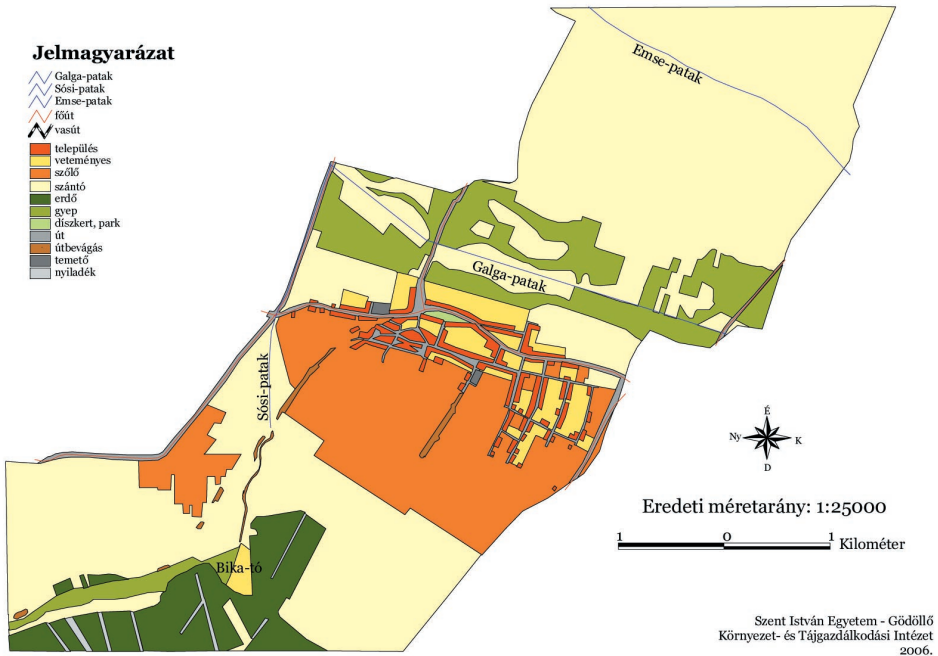 Jelmagyarázat
Galga-patak
Sósi-patak
Emse-patak
főút
vasút
település
veteményes
szőlő
szántó
erdő
gyep
díszkert, park
út
útbevágás
temető
nyiladék
Emse-patak
Galga-patak
Sósi-patak
Bika-tó
É
Ny
K
D
Eredeti méretarány: 1:25000
1 0 1 Kilométer
Szent István Egyetem - Gödöllő
Környezet- és Tájgazdálkodási Intézet
2006.